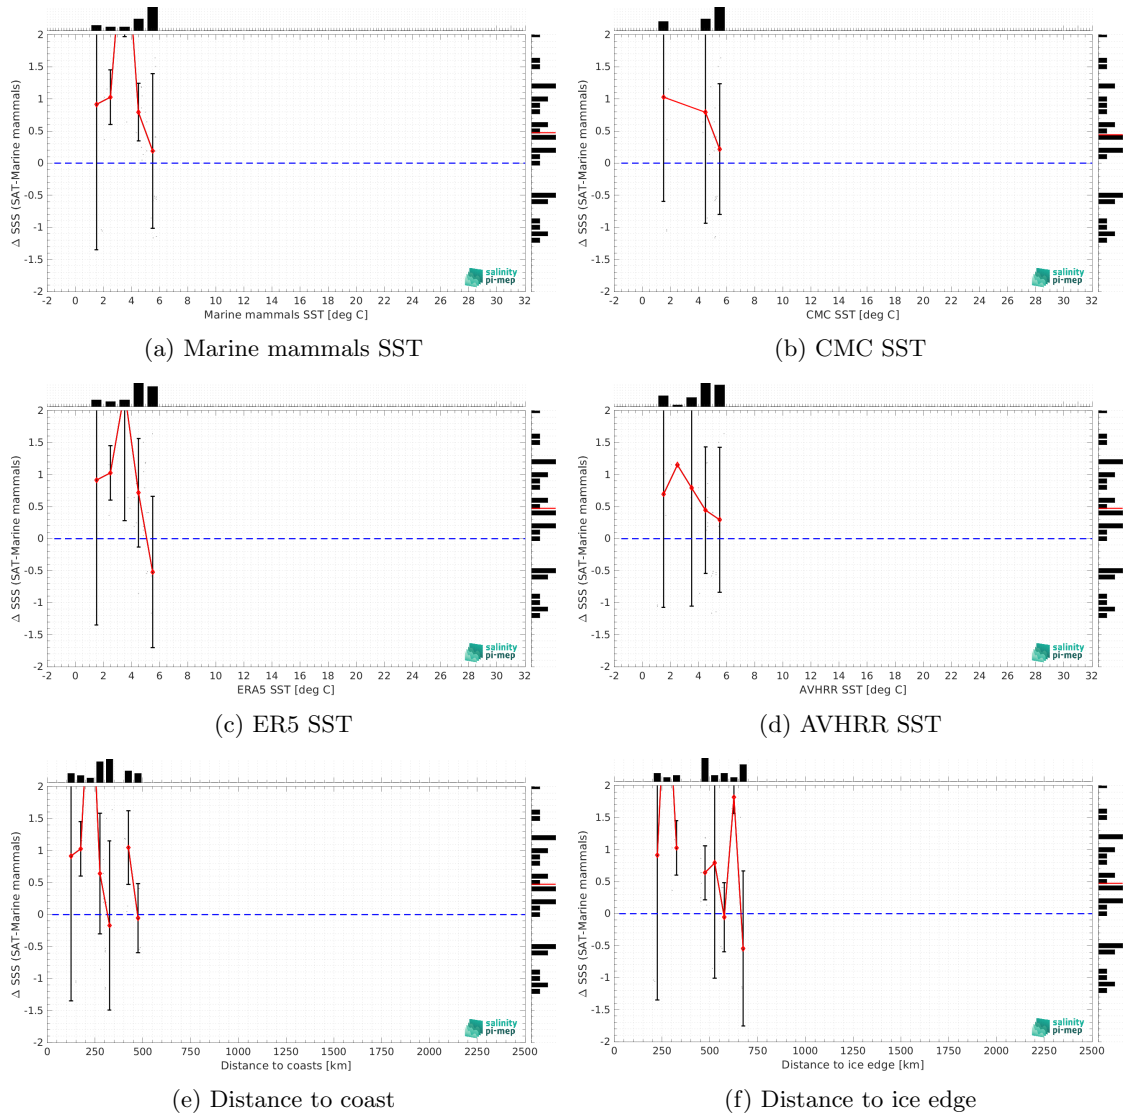 2
1.5
1
0.5
0
-0.5
-1
-1.5
-2
Δ SSS (SAT-Marine mammals)
-2 0 2 4 6 8 10 12 14 16 18 20 22 24 26 28 30 32
Marine mammals SST [deg C]
salinity
pi-mep
(a) Marine mammals SST
2
1.5
1
0.5
0
-0.5
-1
-1.5
-2
Δ SSS (SAT-Marine mammals)
-2 0 2 4 6 8 10 12 14 16 18 20 22 24 26 28 30 32
CMC SST [deg C]
salinity
pi-mep
(b) CMC SST
2
1.5
1
0.5
0
-0.5
-1
-1.5
-2
Δ SSS (SAT-Marine mammals)
-2 0 2 4 6 8 10 12 14 16 18 20 22 24 26 28 30 32
ERA5 SST [deg C]
salinity
pi-mep
(c) ER5 SST
2
1.5
1
0.5
0
-0.5
-1
-1.5
-2
Δ SSS (SAT-Marine mammals)
-2 0 2 4 6 8 10 12 14 16 18 20 22 24 26 28 30 32
AVHRR SST [deg C]
salinity
pi-mep
(d) AVHRR SST
2
1.5
1
0.5
0
-0.5
-1
-1.5
-2
Δ SSS (SAT-Marine mammals)
0 250 500 750 1000 1250 1500 1750 2000 2250 2500
Distance to coasts [km]
salinity
pi-mep
(e) Distance to coast
2
1.5
1
0.5
0
-0.5
-1
-1.5
-2
Δ SSS (SAT-Marine mammals)
0 250 500 750 1000 1250 1500 1750 2000 2250 2500
Distance to ice edge [km]
salinity
pi-mep
(f) Distance to ice edge